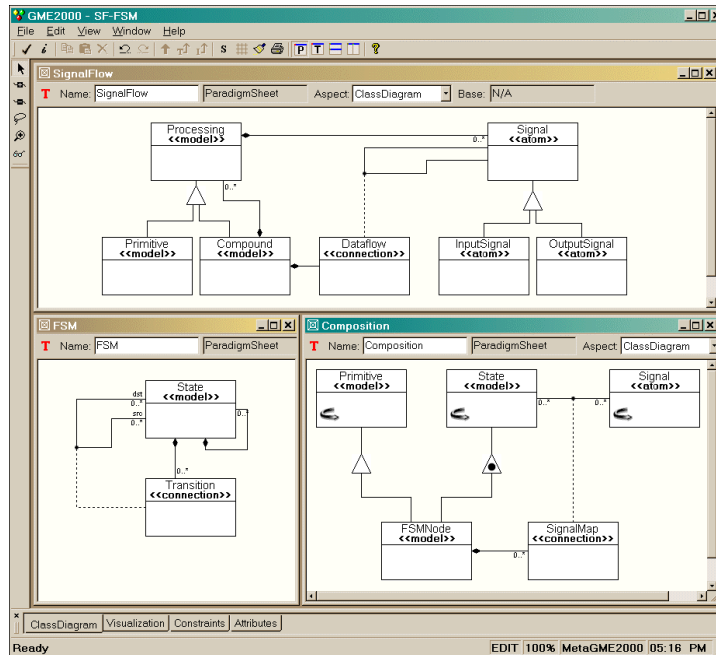 GME2000 - SF-FSM
File Edit View Window Help
S P T ?
SignalFlow
T Name: SignalFlow ParadigmSheet Aspect: ClassDiagram Base: N/A
Processing
<<model>>
Signal
<<atom>>
0..*
0..*
Primitive
<<model>>
Compound
<<model>>
Dataflow
<<connection>>
InputSignal
<<atom>>
OutputSignal
<<atom>>
FSM
T Name: FSM ParadigmSheet
State
<<model>>
dst
0..*
src
0..*
0..*
0..*
Transition
<<connection>>
Composition
T Name: Composition ParadigmSheet Aspect: ClassDiagram
Primitive
<<model>>
State
<<model>>
Signal
<<atom>>
0..*
0..*
FSMNode
<<model>>
SignalMap
<<connection>>
0..*
ClassDiagram Visualization Constraints Attributes
Ready EDIT 100% MetaGME2000 05:16 PM